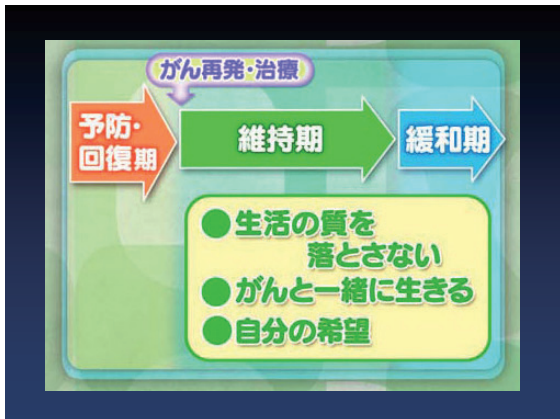 がん再発・治療
予防・
回復期
維持期
緩和期
●生活の質を
落とさない
●がんと一緒に生きる
●自分の希望